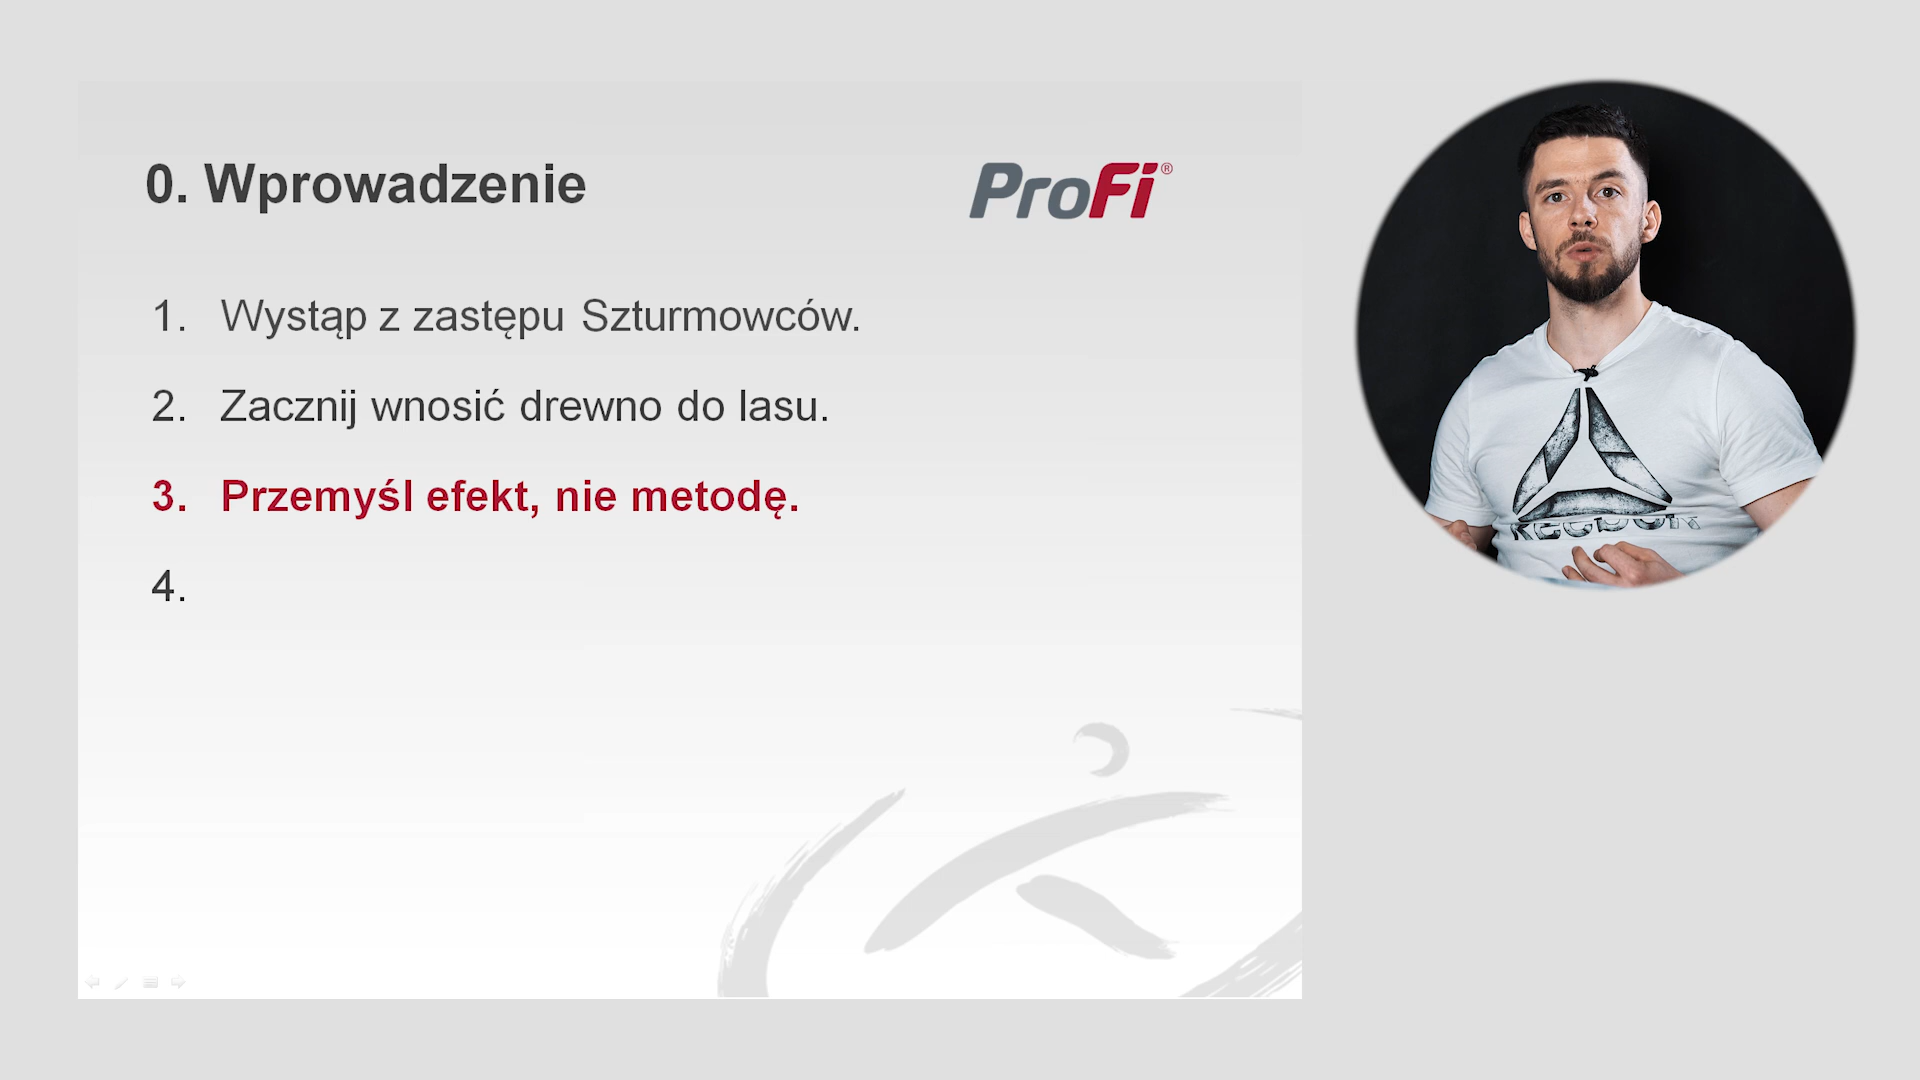 0. Wprowadzenie
ProFi®
1. Wystąp z zastępu Szturmowców.
2. Zacznij wnosić drewno do lasu.
3. Przemyśl efekt, nie metodę.
4.
Reebok